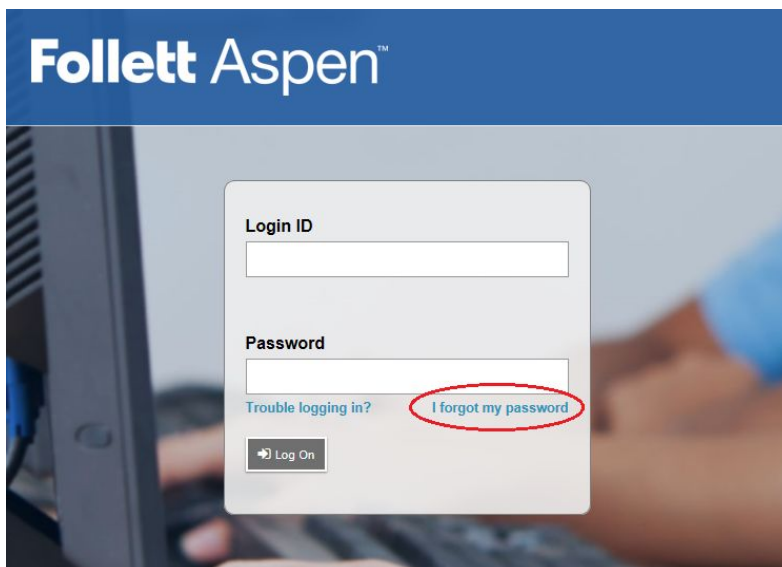 Follett Aspen™
Login ID
Password
Trouble logging in? I forgot my password
Log On